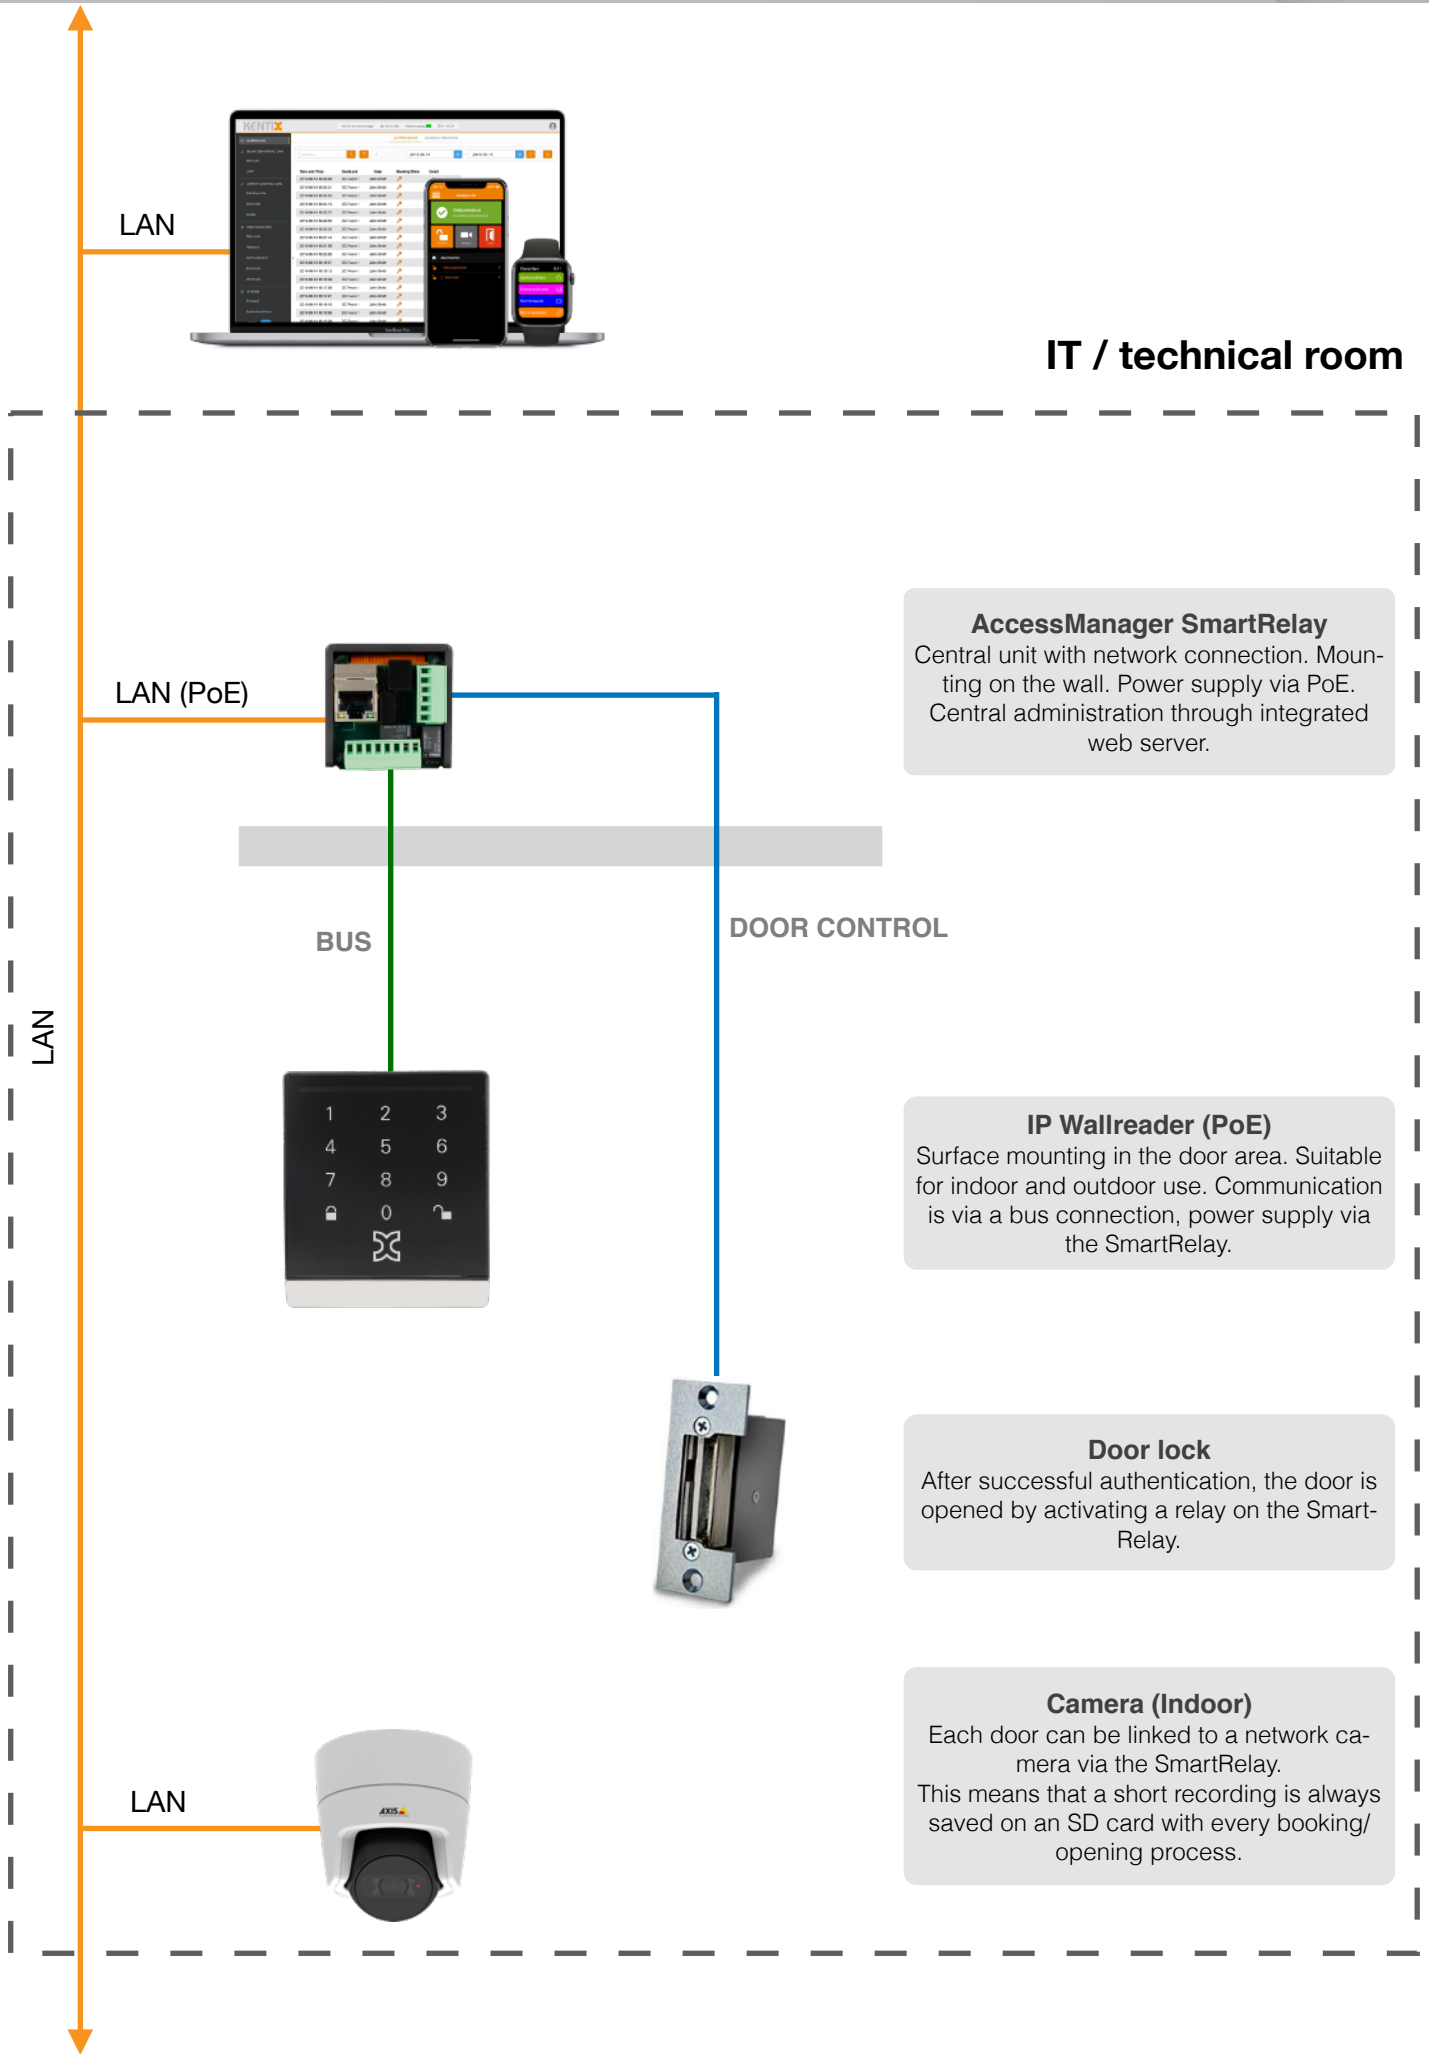 KENTIX
LAN
IT / technical room
AccessManager SmartRelay
Central unit with network connection. Moun-
ting on the wall. Power supply via PoE.
Central administration through integrated
web server.
LAN (PoE)
BUS
DOOR CONTROL
LAN
1 2 3
4 5 6
7 8 9
0
IP Wallreader (PoE)
Surface mounting in the door area. Suitable
for indoor and outdoor use. Communication
is via a bus connection, power supply via
the SmartRelay.
Door lock
After successful authentication, the door is
opened by activating a relay on the Smart-
Relay.
Camera (Indoor)
Each door can be linked to a network ca-
mera via the SmartRelay.
This means that a short recording is always
saved on an SD card with every booking/
opening process.
LAN
AXIS